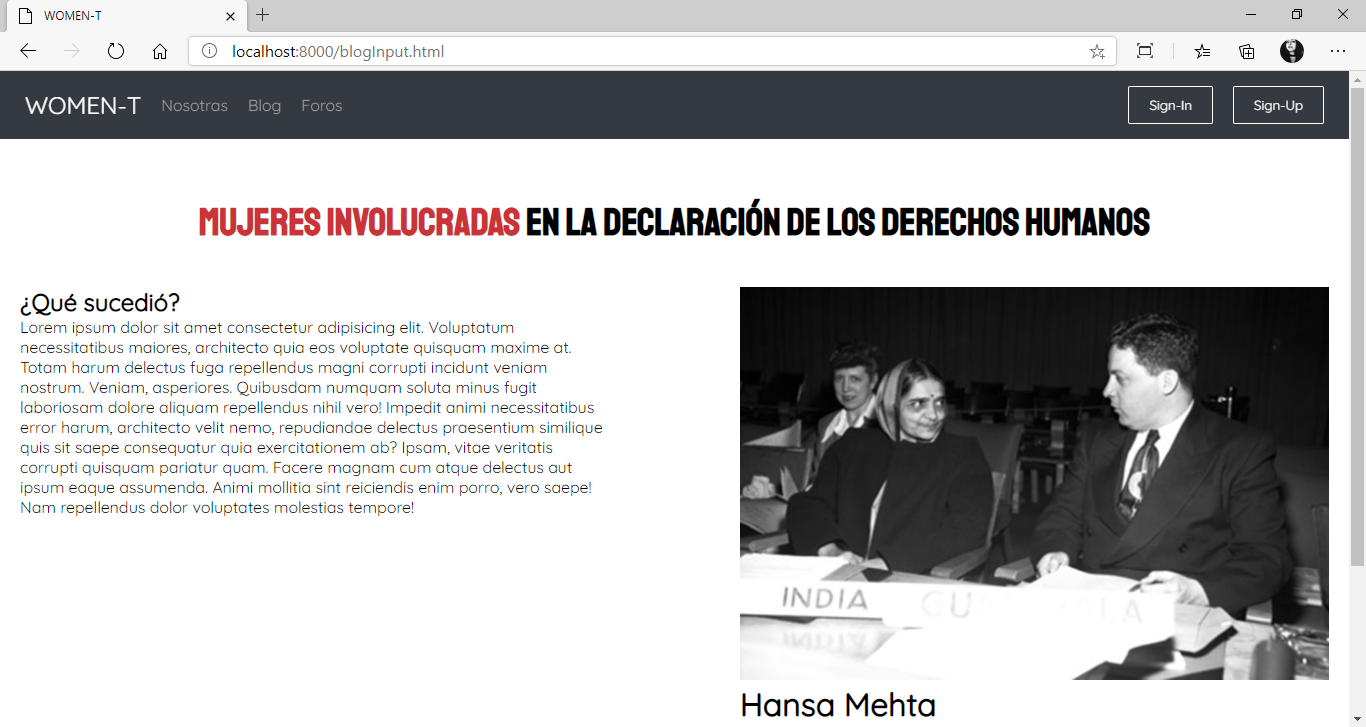 WOMEN-T
localhost:8000/blogInput.html
WOMEN-T Nosotras Blog Foros Sign-In Sign-Up
MUJERES INVOLUCRADAS EN LA DECLARACIÓN DE LOS DERECHOS HUMANOS
¿Qué sucedió?
Lorem ipsum dolor sit amet consectetur adipisicing elit. Voluptatum
necessitatibus maiores, architecto quia eos voluptate quisquam maxime at.
Totam harum delectus fuga repellendus magni corrupti incidunt veniam
nostrum. Veniam, asperiores. Quibusdam numquam soluta minus fugit
laboriosam dolore aliquam repellendus nihil vero! Impedit animi necessitatibus
error harum, architecto velit nemo, repudiandae delectus praesentium similique
quis sit saepe consequatur quia exercitationem ab? Ipsam, vitae veritatis
corrupti quisquam pariatur quam. Facere magnam cum atque delectus aut
ipsum eaque assumenda. Animi mollitia sint reiciendis enim porro, vero saepe!
Nam repellendus dolor voluptates molestias tempore!
INDIA
Hansa Mehta